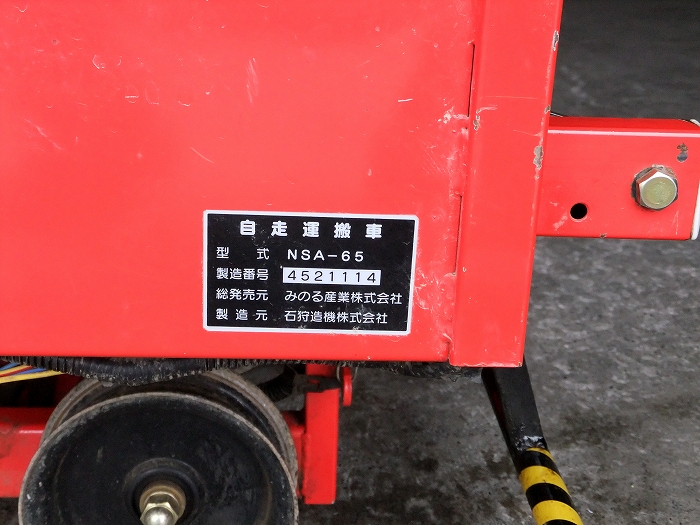 自走運搬車
型式 NSA-65
製造番号 4521114
総発売元 みのる産業株式会社
製造元 石狩造機株式会社